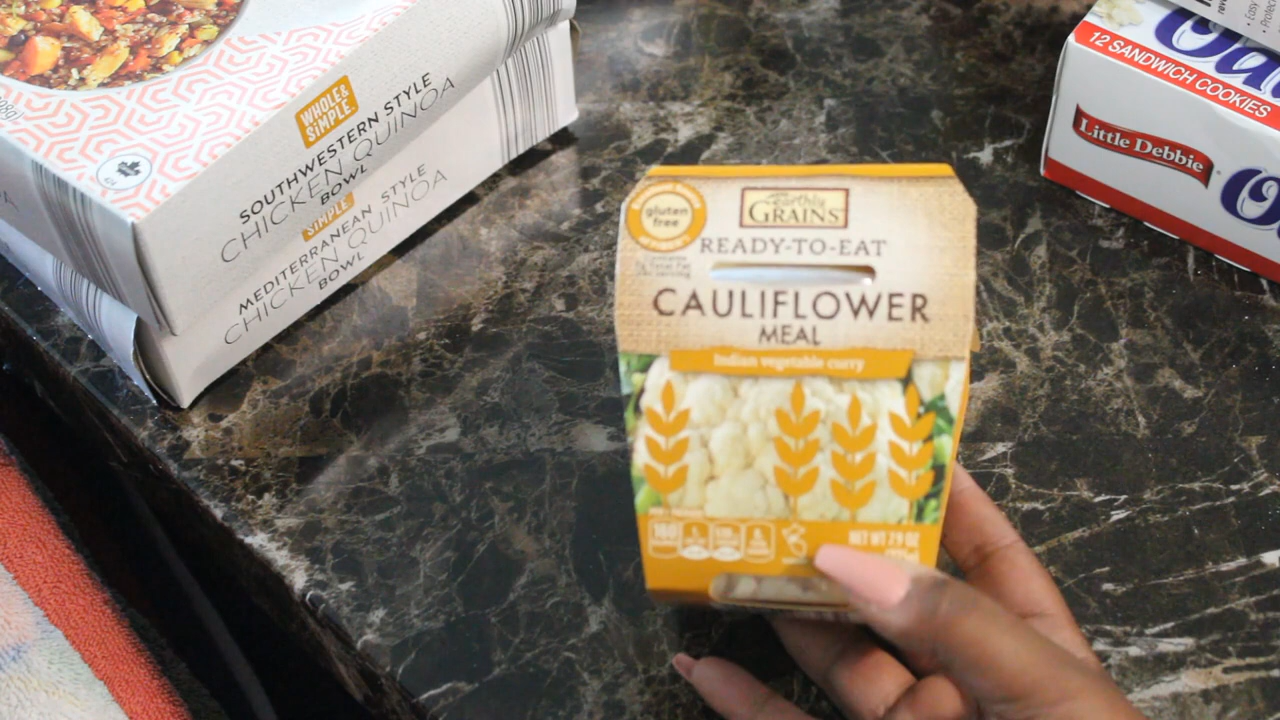 WHOLE&
SIMPLE.
SOUTHWESTERN STYLE
CHICKEN QUINOA
BOWL
SIMPLE
MEDITERRANEAN STYLE
CHICKEN QUINOA
BOWL
gluten
free
earthly
GRAINS
READY-TO-EAT
CAULIFLOWER
MEAL
Indian vegetable curry
NET WT 7.9 OZ
12 SANDWICH COOKIES
Little Debbie